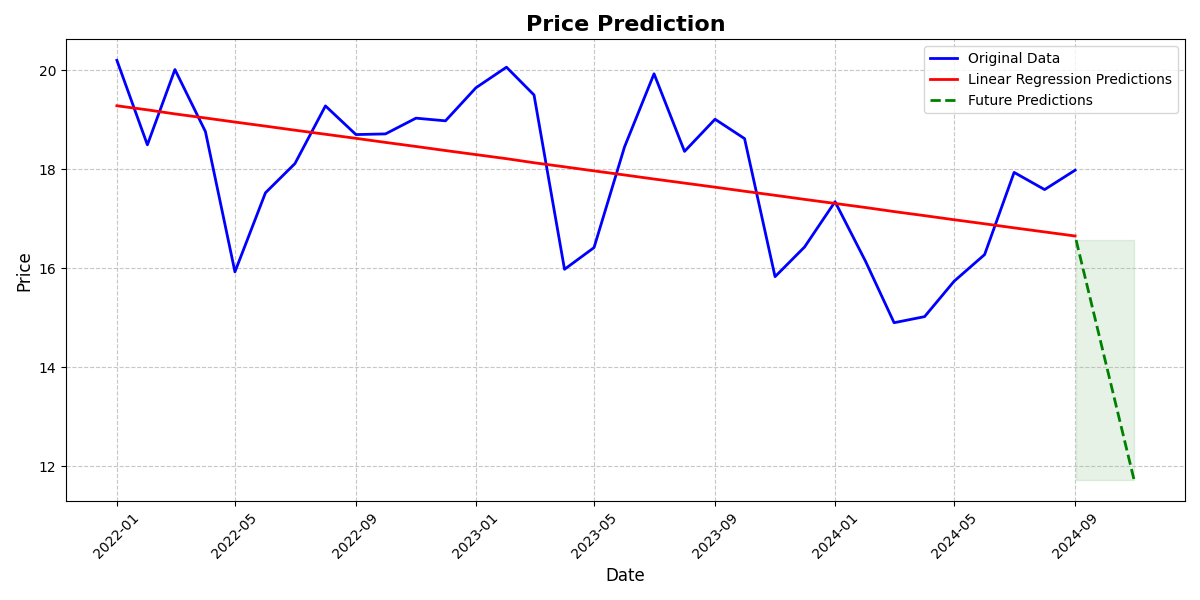 Price Prediction
Original Data
Linear Regression Predictions
Future Predictions
Price
20
18
16
14
12
2022-01
2022-05
2022-09
2023-01
2023-05
2023-09
2024-01
2024-05
2024-09
Date